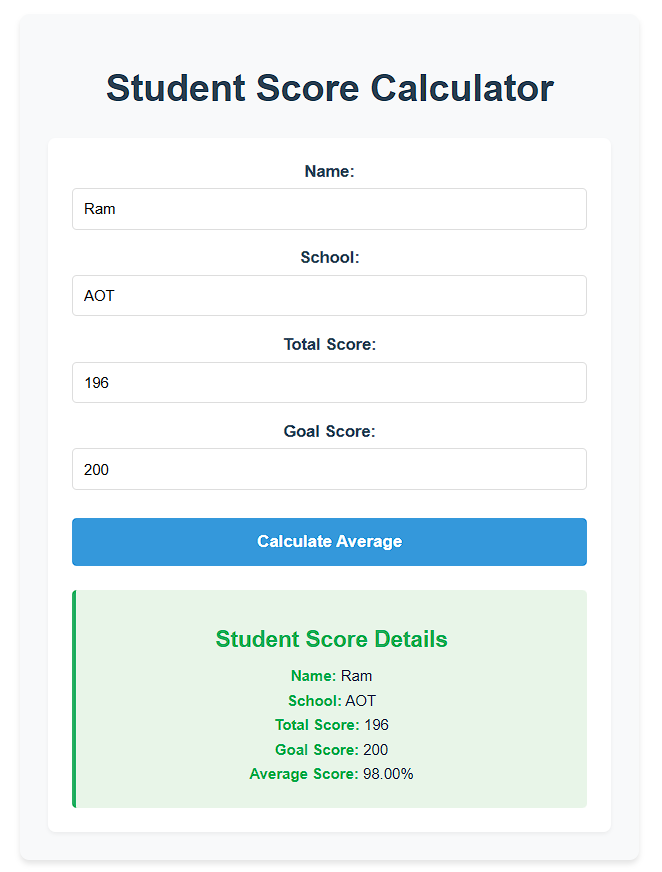 Student Score Calculator
Name:
Ram
School:
AOT
Total Score:
196
Goal Score:
200
Calculate Average
Student Score Details
Name: Ram
School: AOT
Total Score: 196
Goal Score: 200
Average Score: 98.00%